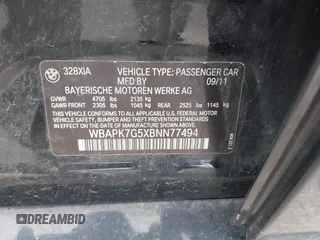 328XiA VEHICLE TYPE: PASSENGER CAR
MFD BY 09/11
BAYERISCHE MOTOREN WERKE AG
GVWR 4705 lbs 2135 kg
GAWR FRONT 2305 lbs 1045 kg REAR 2525 lbs 1145 kg
THIS VEHICLE CONFORMS TO ALL APPLICABLE FEDERAL
MOTOR VEHICLE SAFETY, BUMPER, AND THEFT PREVENTION
STANDARDS IN EFFECT ON THE DATE OF MANUFACTURE SHOWN ABOVE.
WBAPK7G5XBNN77494
DREAMBID